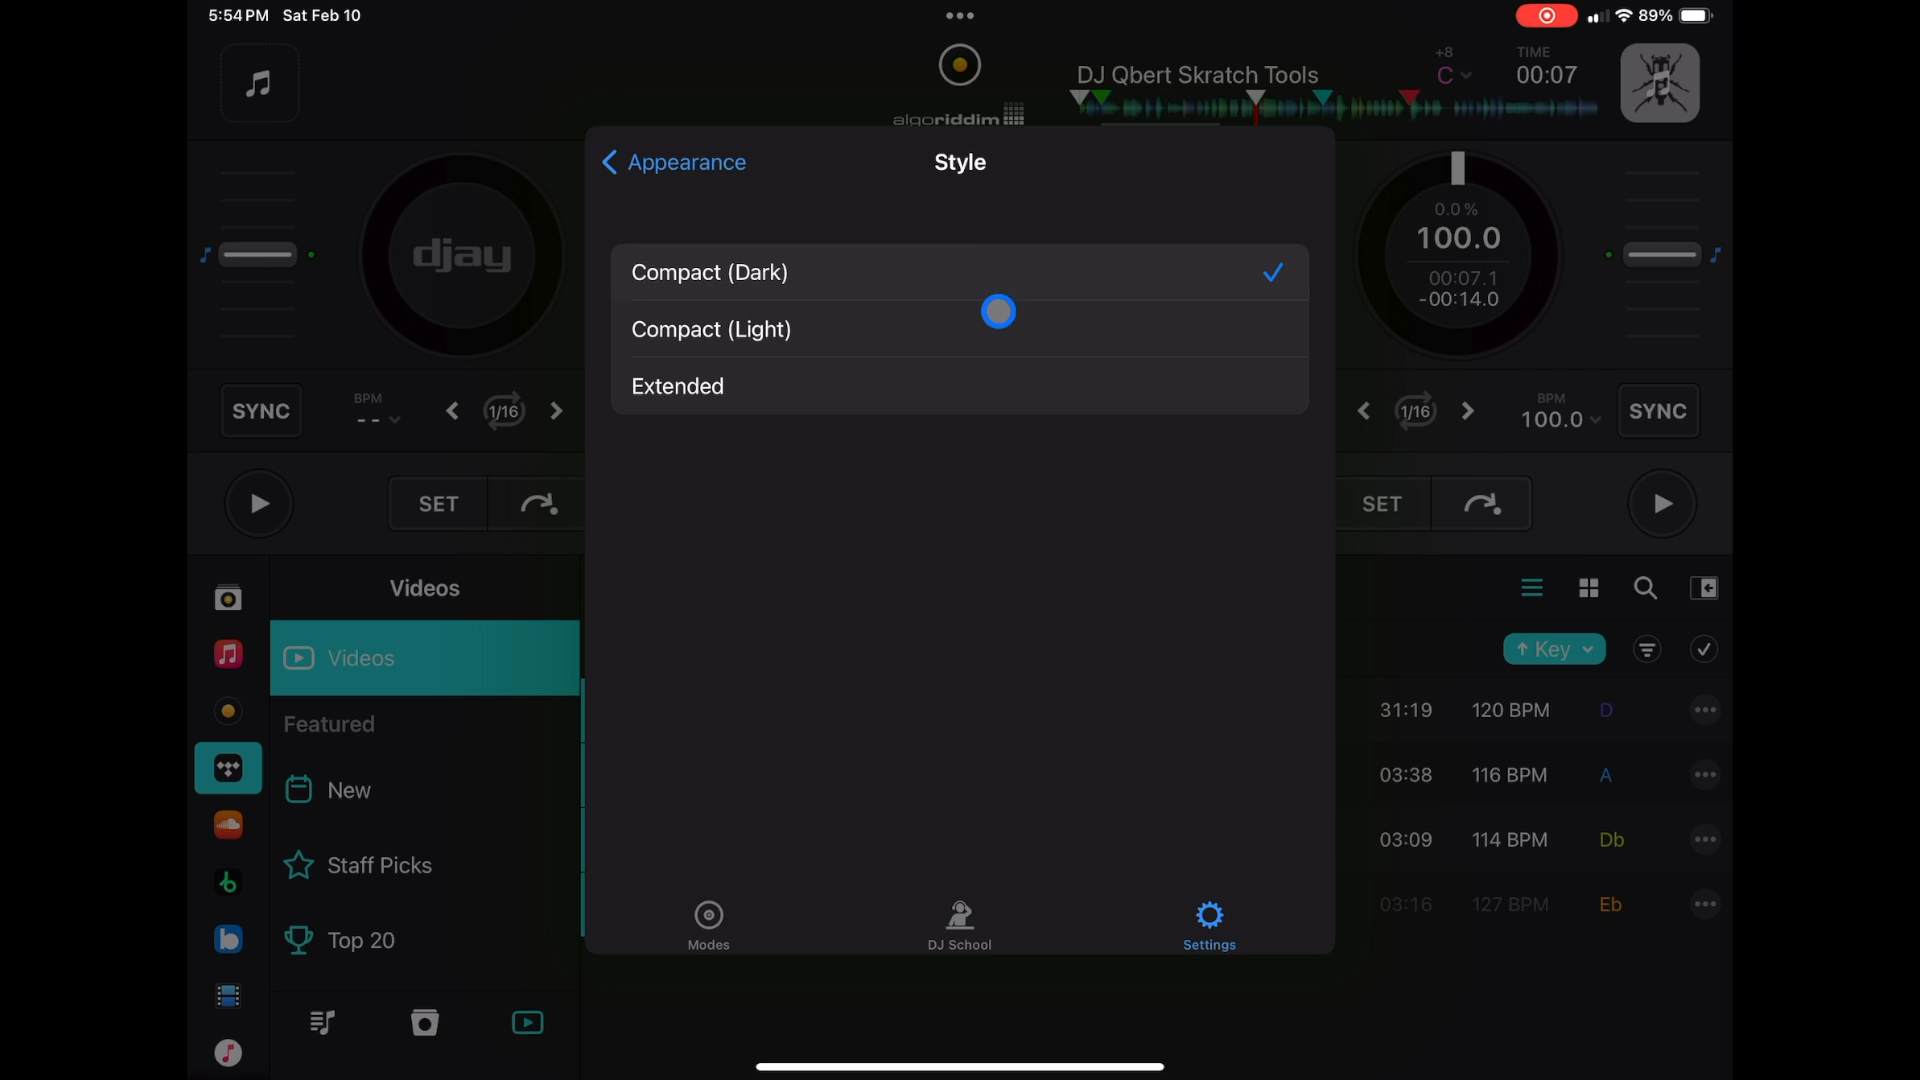 5:54 PM Sat Feb 10
89%
DJ Qbert Skratch Tools
+8
C
TIME
00:07
algoriddim
Appearance
Style
Compact (Dark)
Compact (Light)
Extended
djay
0.0 %
100.0
00:07.1
-00:14.0
SYNC
BPM
- -
1/16
1/16
BPM
100.0
SYNC
SET
SET
Videos
Videos
Featured
New
Staff Picks
Top 20
Key
31:19 120 BPM D
03:38 116 BPM A
03:09 114 BPM Db
03:16 127 BPM Eb
Modes
DJ School
Settings